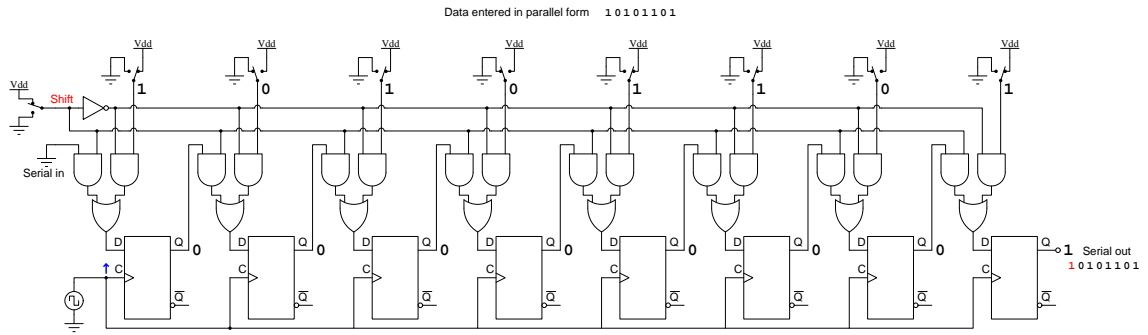 Data entered in parallel form 1 0 1 0 1 1 0 1
Vdd Vdd Vdd Vdd Vdd Vdd Vdd Vdd
Vdd
1 0 1 0 1 1 0 1
Shift
Serial in
D Q D Q D Q D Q D Q D Q D Q D Q
0 0 0 0 0 0 0 1 Serial out
C C C C C C C C
1 0 1 0 1 1 0 1
Q Q Q Q Q Q Q Q